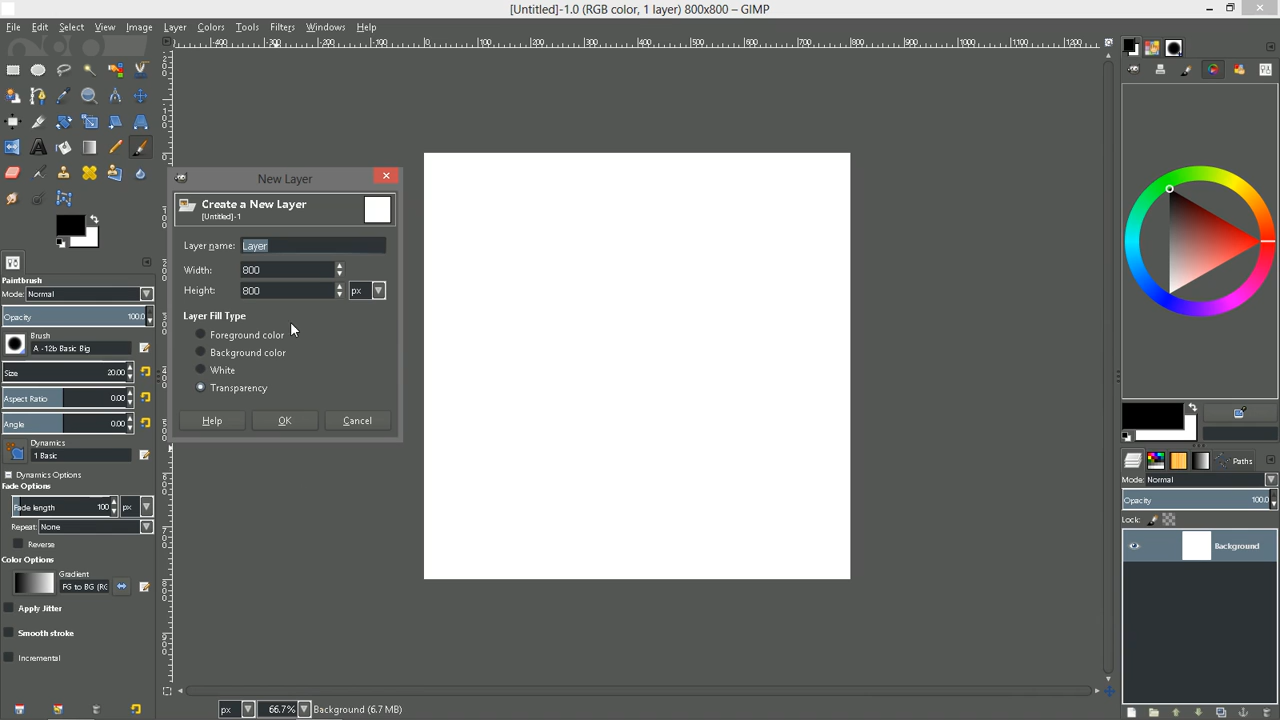 [Untitled]-1.0 (RGB color, 1 layer) 800x800 – GIMP
File Edit Select View Image Layer Colors Tools Filters Windows Help
New Layer
Create a New Layer
[Untitled]-1
Layer name: Layer
Width: 800
Height: 800 px
Layer Fill Type
Foreground color
Background color
White
Transparency
Help OK Cancel
Paintbrush
Mode: Normal
Opacity 100.0
Brush
A -12b Basic Big
Size 20.00
Aspect Ratio 0.00
Angle 0.00
Dynamics
1 Basic
Dynamics Options
Fade Options
Fade length 100 px
Repeat: None
Reverse
Color Options
Gradient
FG to BG (RG
Apply Jitter
Smooth stroke
Incremental
px 66.7% Background (6.7 MB)
Paths
Mode: Normal
Opacity 100.0
Lock:
Background